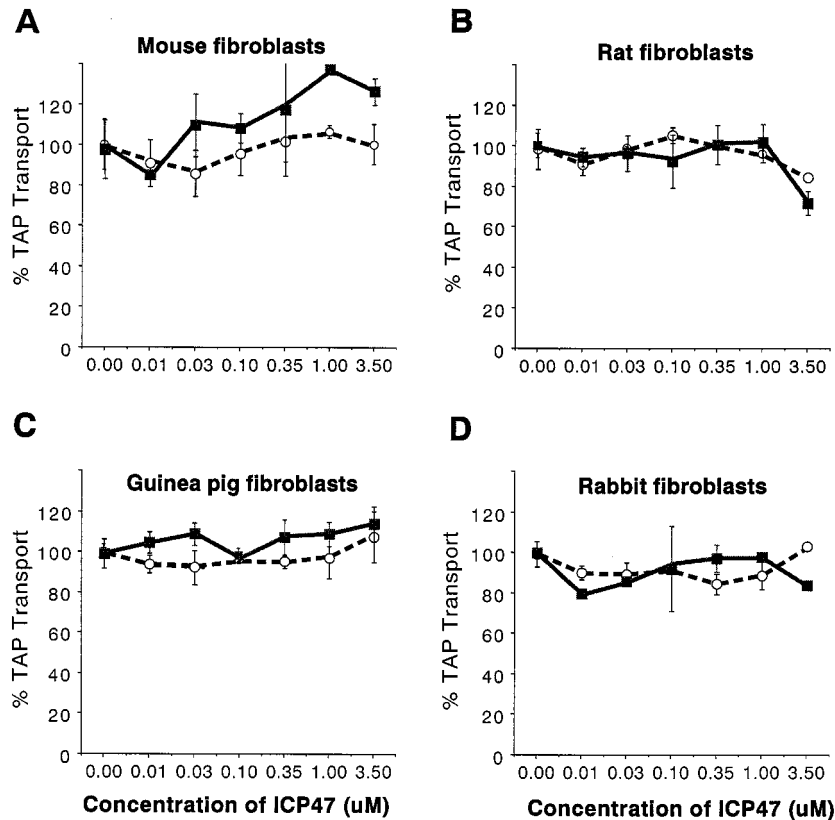 A
Mouse fibroblasts
% TAP Transport
120
100
80
60
40
20
0
0.00 0.01 0.03 0.10 0.35 1.00 3.50
B
Rat fibroblasts
% TAP Transport
120
100
80
60
40
20
0
0.00 0.01 0.03 0.10 0.35 1.00 3.50
C
Guinea pig fibroblasts
% TAP Transport
120
100
80
60
40
20
0
0.00 0.01 0.03 0.10 0.35 1.00 3.50
Concentration of ICP47 (uM)
D
Rabbit fibroblasts
% TAP Transport
120
100
80
60
40
20
0
0.00 0.01 0.03 0.10 0.35 1.00 3.50
Concentration of ICP47 (uM)